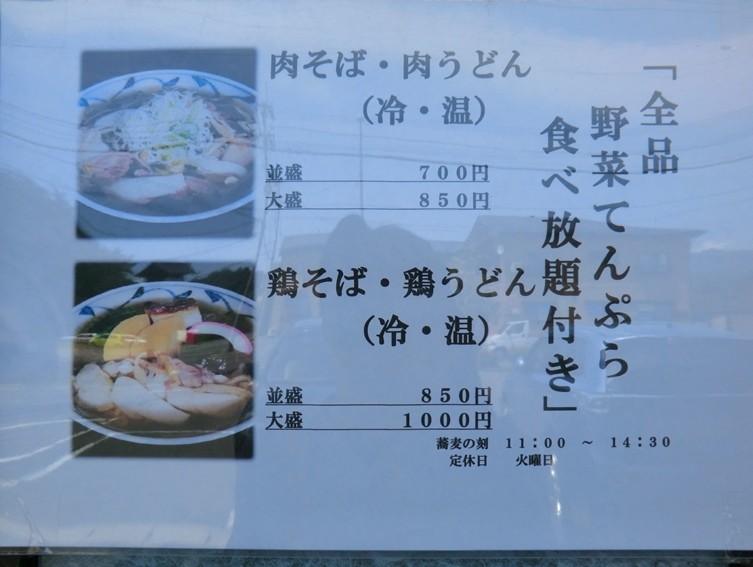 「全品
野菜てんぷら
食べ放題付き」
肉そば・肉うどん
（冷・温）
並盛 700円
大盛 850円
鶏そば・鶏うどん
（冷・温）
並盛 850円
大盛 1000円
蕎麦の刻 11：00 ～ 14：30
定休日 火曜日